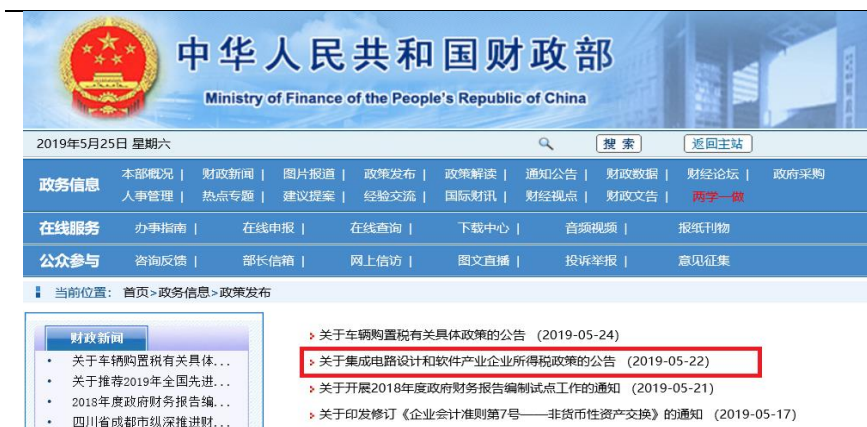 中华人民共和国财政部
Ministry of Finance of the People's Republic of China
2019年5月25日 星期六
搜 索
返回主站
政务信息
本部概况 | 财政新闻 | 图片报道 | 政策发布 | 政策解读 | 通知公告 | 财政数据 | 财经论坛 | 政府采购
人事管理 | 热点专题 | 建议提案 | 经验交流 | 国际财讯 | 财经视点 | 财政文告 | 两学一做
在线服务 办事指南 | 在线申报 | 在线查询 | 下载中心 | 音频视频 | 报纸刊物
公众参与 咨询反馈 | 部长信箱 | 网上信访 | 图文直播 | 投诉举报 | 意见征集
当前位置: 首页>政务信息>政策发布
财政新闻
• 关于车辆购置税有关具体...
• 关于推荐2019年全国先进...
• 2018年度政府财务报告编...
• 四川省成都市纵深推进财...
关于车辆购置税有关具体政策的公告 (2019-05-24)
关于集成电路设计和软件产业企业所得税政策的公告 (2019-05-22)
关于开展2018年度政府财务报告编制试点工作的通知 (2019-05-21)
关于印发修订《企业会计准则第7号——非货币性资产交换》的通知 (2019-05-17)